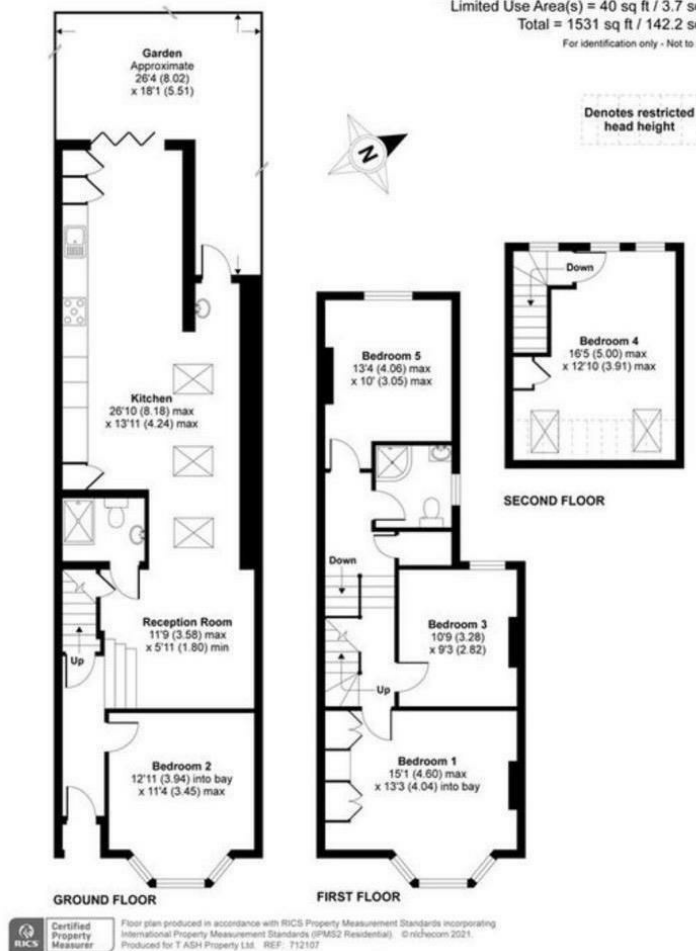 Limited Use Area(s) = 40 sq ft / 3.7 s
Total = 1531 sq ft / 142.2 s
For identification only - Not to
Denotes restricted
head height
Garden
Approximate
26'4 (8.02)
x 18'1 (5.51)
N
Kitchen
26'10 (8.18) max
x 13'11 (4.24) max
Reception Room
11'9 (3.58) max
x 5'11 (1.80) min
Up
Bedroom 2
12'11 (3.94) into bay
x 11'4 (3.45) max
GROUND FLOOR
Bedroom 5
13'4 (4.06) max
x 10' (3.05) max
Down
Bedroom 3
10'9 (3.28)
x 9'3 (2.82)
Up
Bedroom 1
15'1 (4.60) max
x 13'3 (4.04) into bay
FIRST FLOOR
Down
Bedroom 4
16'5 (5.00) max
x 12'10 (3.91) max
SECOND FLOOR
RICS
Certified
Property
Measurer
Floor plan produced in accordance with RICS Property Measurement Standards incorporating
International Property Measurement Standards (IPMS2 Residential). © nichecom 2021.
Produced for T ASH Property Ltd. REF: 712107